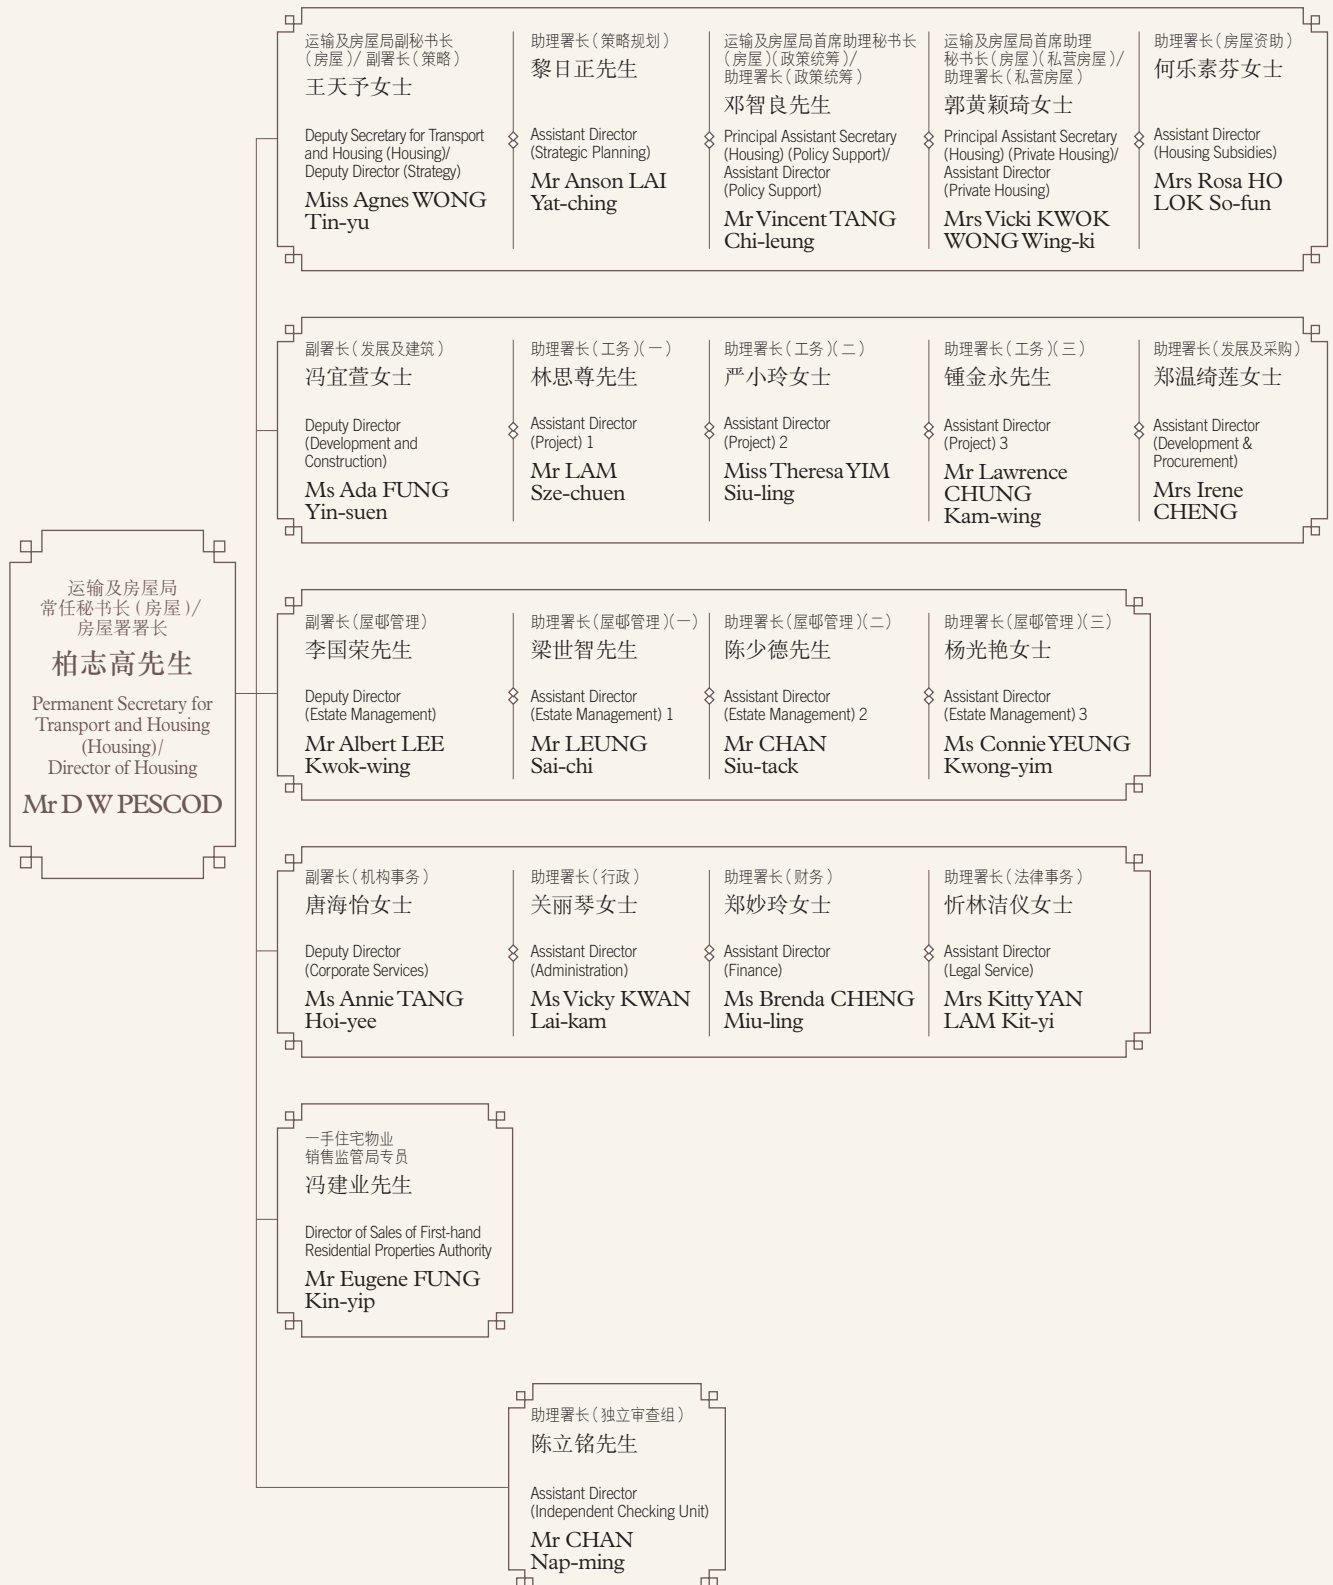 运输及房屋局
常任秘书长(房屋)/
房屋署署长
柏志高先生
Permanent Secretary for
Transport and Housing
(Housing)/
Director of Housing
Mr D W PESCOD
运输及房屋局副秘书长
(房屋)/ 副署长(策略)
王天予女士
Deputy Secretary for Transport
and Housing (Housing)/
Deputy Director (Strategy)
Miss Agnes WONG
Tin-yu
助理署长(策略规划)
黎日正先生
Assistant Director
(Strategic Planning)
Mr Anson LAI
Yat-ching
运输及房屋局首席助理秘书长
(房屋)(政策统筹)/
助理署长(政策统筹)
邓智良先生
Principal Assistant Secretary
(Housing) (Policy Support)/
Assistant Director
(Policy Support)
Mr Vincent TANG
Chi-leung
运输及房屋局首席助理
秘书长(房屋)(私营房屋)/
助理署长(私营房屋)
郭黄颖琦女士
Principal Assistant Secretary
(Housing) (Private Housing)/
Assistant Director
(Private Housing)
Mrs Vicki KWOK
WONG Wing-ki
助理署长(房屋资助)
何乐素芬女士
Assistant Director
(Housing Subsidies)
Mrs Rosa HO
LOK So-fun
副署长(发展及建筑)
冯宜萱女士
Deputy Director
(Development and
Construction)
Ms Ada FUNG
Yin-suen
助理署长(工务)(一)
林思尊先生
Assistant Director
(Project) 1
Mr LAM
Sze-chuen
助理署长(工务)(二)
严小玲女士
Assistant Director
(Project) 2
Miss Theresa YIM
Siu-ling
助理署长(工务)(三)
锺金永先生
Assistant Director
(Project) 3
Mr Lawrence
CHUNG
Kam-wing
助理署长(发展及采购)
郑温绮莲女士
Assistant Director
(Development &
Procurement)
Mrs Irene
CHENG
副署长(屋邨管理)
李国荣先生
Deputy Director
(Estate Management)
Mr Albert LEE
Kwok-wing
助理署长(屋邨管理)(一)
梁世智先生
Assistant Director
(Estate Management) 1
Mr LEUNG
Sai-chi
助理署长(屋邨管理)(二)
陈少德先生
Assistant Director
(Estate Management) 2
Mr CHAN
Siu-tack
助理署长(屋邨管理)(三)
杨光艳女士
Assistant Director
(Estate Management) 3
Ms Connie YEUNG
Kwong-yim
副署长(机构事务)
唐海怡女士
Deputy Director
(Corporate Services)
Ms Annie TANG
Hoi-yee
助理署长(行政)
关丽琴女士
Assistant Director
(Administration)
Ms Vicky KWAN
Lai-kam
助理署长(财务)
郑妙玲女士
Assistant Director
(Finance)
Ms Brenda CHENG
Miu-ling
助理署长(法律事务)
忻林洁仪女士
Assistant Director
(Legal Service)
Mrs Kitty YAN
LAM Kit-yi
一手住宅物业
销售监管局专员
冯建业先生
Director of Sales of First-hand
Residential Properties Authority
Mr Eugene FUNG
Kin-yip
助理署长(独立审查组)
陈立铭先生
Assistant Director
(Independent Checking Unit)
Mr CHAN
Nap-ming